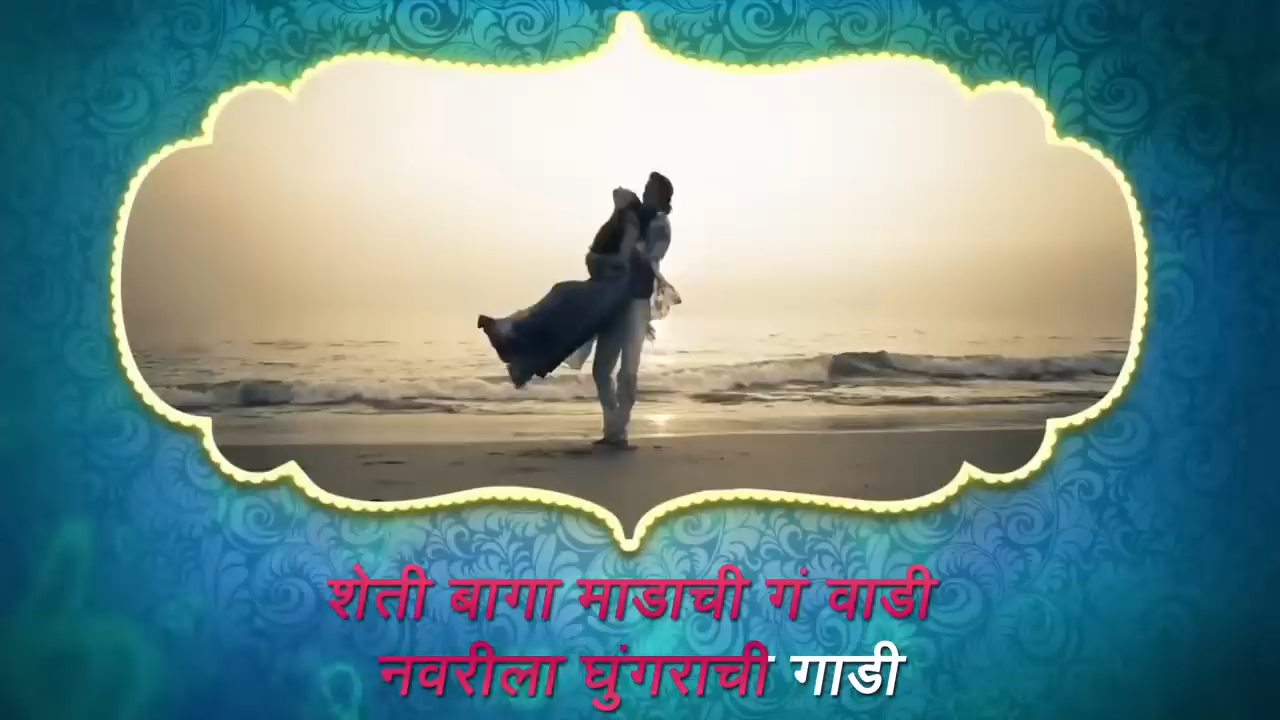 शेती बागा माडाची गं वाडी
नवरीला घुंगराची गाडी